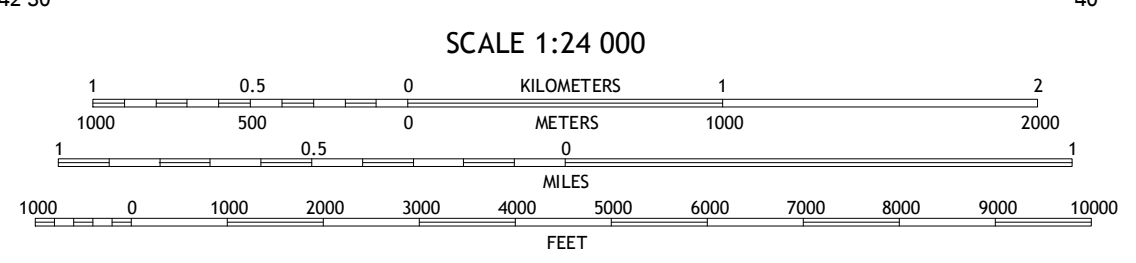 42'30"
40'
SCALE 1:24 000
1 0.5 0 KILOMETERS 1 2
1000 500 0 METERS 1000 2000
1 0.5 0 1
MILES
1000 0 1000 2000 3000 4000 5000 6000 7000 8000 9000 10000
FEET